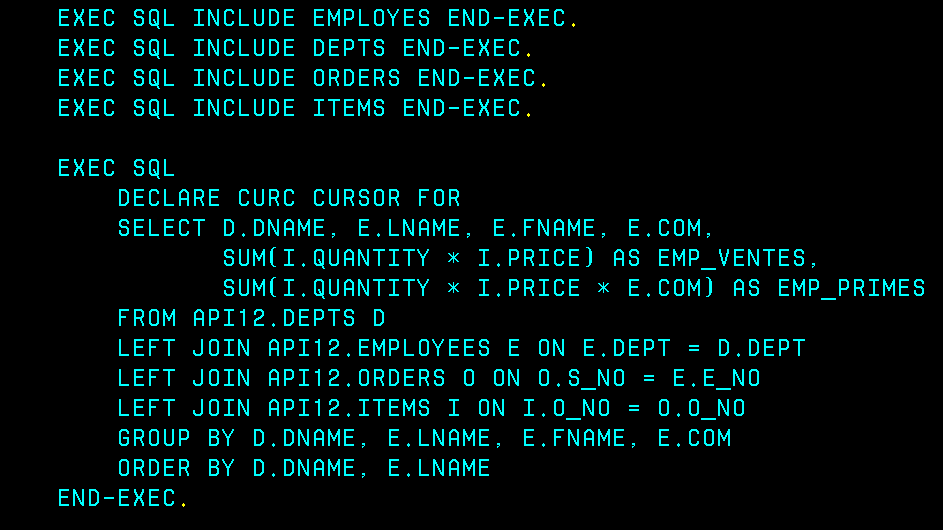 EXEC SQL INCLUDE EMPLOYES END-EXEC.
EXEC SQL INCLUDE DEPTS END-EXEC.
EXEC SQL INCLUDE ORDERS END-EXEC.
EXEC SQL INCLUDE ITEMS END-EXEC.

EXEC SQL
    DECLARE CURC CURSOR FOR
    SELECT D.DNAME, E.LNAME, E.FNAME, E.COM,
           SUM(I.QUANTITY * I.PRICE) AS EMP_VENTES,
           SUM(I.QUANTITY * I.PRICE * E.COM) AS EMP_PRIMES
    FROM API12.DEPTS D
    LEFT JOIN API12.EMPLOYEES E ON E.DEPT = D.DEPT
    LEFT JOIN API12.ORDERS O ON O.S_NO = E.E_NO
    LEFT JOIN API12.ITEMS I ON I.O_NO = O.O_NO
    GROUP BY D.DNAME, E.LNAME, E.FNAME, E.COM
    ORDER BY D.DNAME, E.LNAME
END-EXEC.